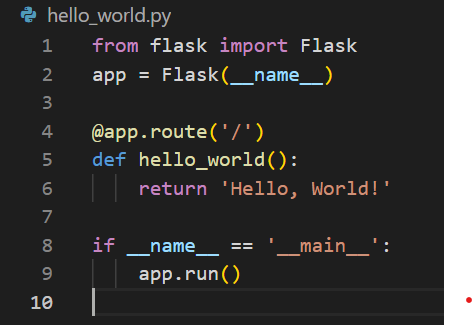 hello_world.py
1 from flask import Flask
2 app = Flask(__name__)
3
4 @app.route('/')
5 def hello_world():
6     return 'Hello, World!'
7
8 if __name__ == '__main__':
9     app.run()
10